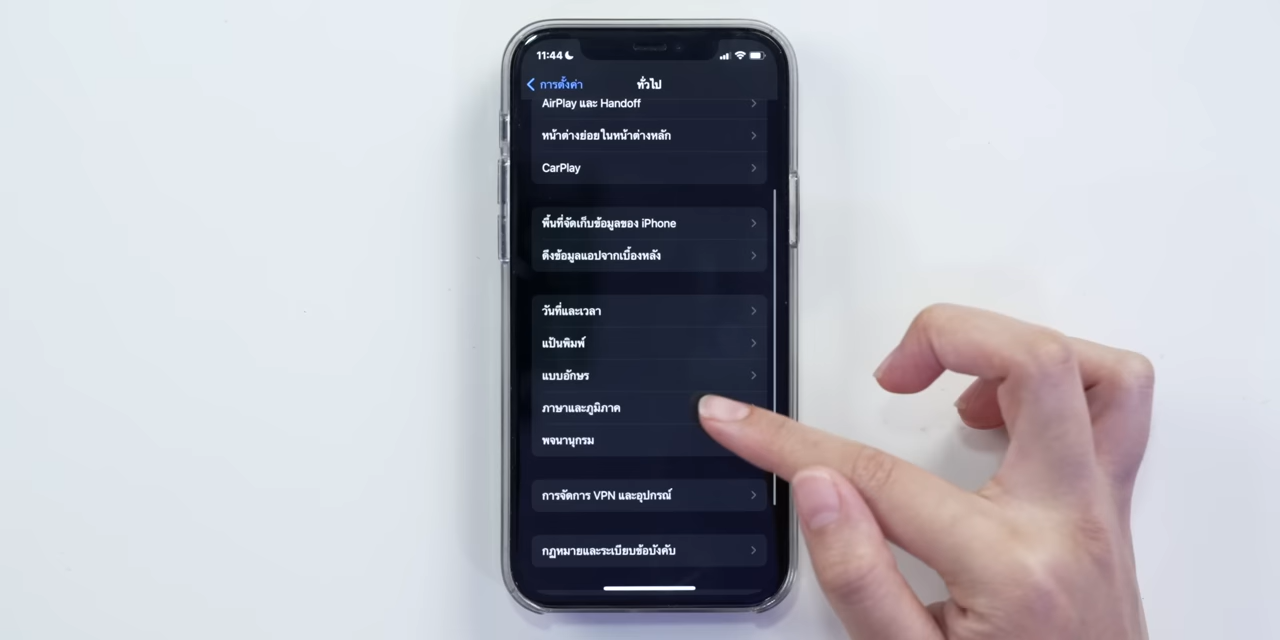 11:44
การตั้งค่า
ทั่วไป
AirPlay และ Handoff
หน้าต่างย่อยในหน้าต่างหลัก
CarPlay
พื้นที่จัดเก็บข้อมูลของ iPhone
ดึงข้อมูลแอปจากเบื้องหลัง
วันที่และเวลา
แป้นพิมพ์
แบบอักษร
ภาษาและภูมิภาค
พจนานุกรม
การจัดการ VPN และอุปกรณ์
กฎหมายและระเบียบข้อบังคับ